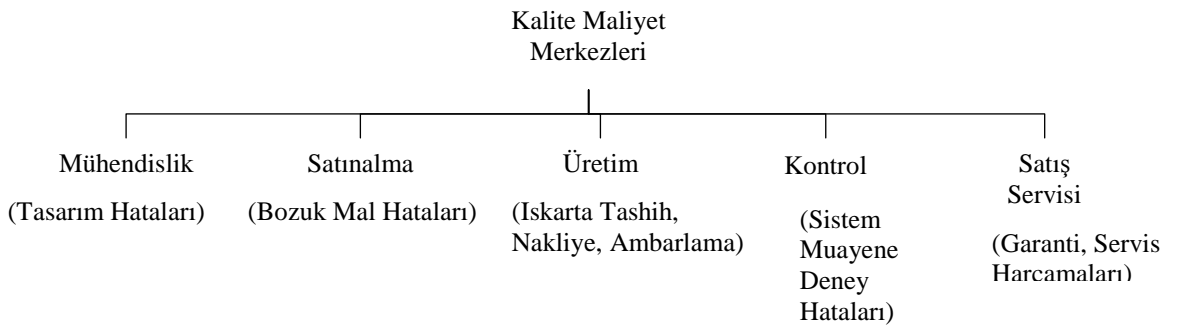 Kalite Maliyet
Merkezleri
Mühendislik
(Tasarım Hataları)
Satınalma
(Bozuk Mal Hataları)
Üretim
(Iskarta Tashih,
Nakliye, Ambarlama)
Kontrol
(Sistem
Muayene
Deney
Hataları)
Satış
Servisi
(Garanti, Servis
Harcamaları)